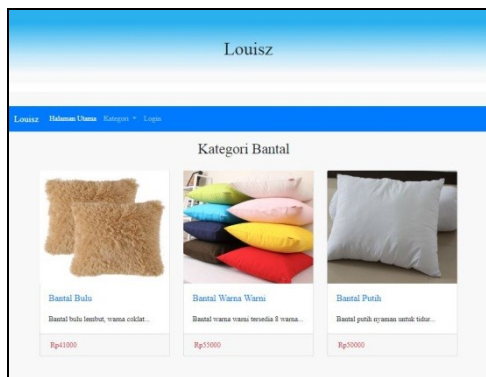 Louisz
Louisz Halaman Utama Kategori Login
Kategori Bantal
Bantal Bulu
Bantal bulu lembut, warna coklat...
Rp41000
Bantal Warna Warni
Bantal warna warni tersedia 8 warna...
Rp55000
Bantal Putih
Bantal putih nyaman untuk tidur...
Rp50000